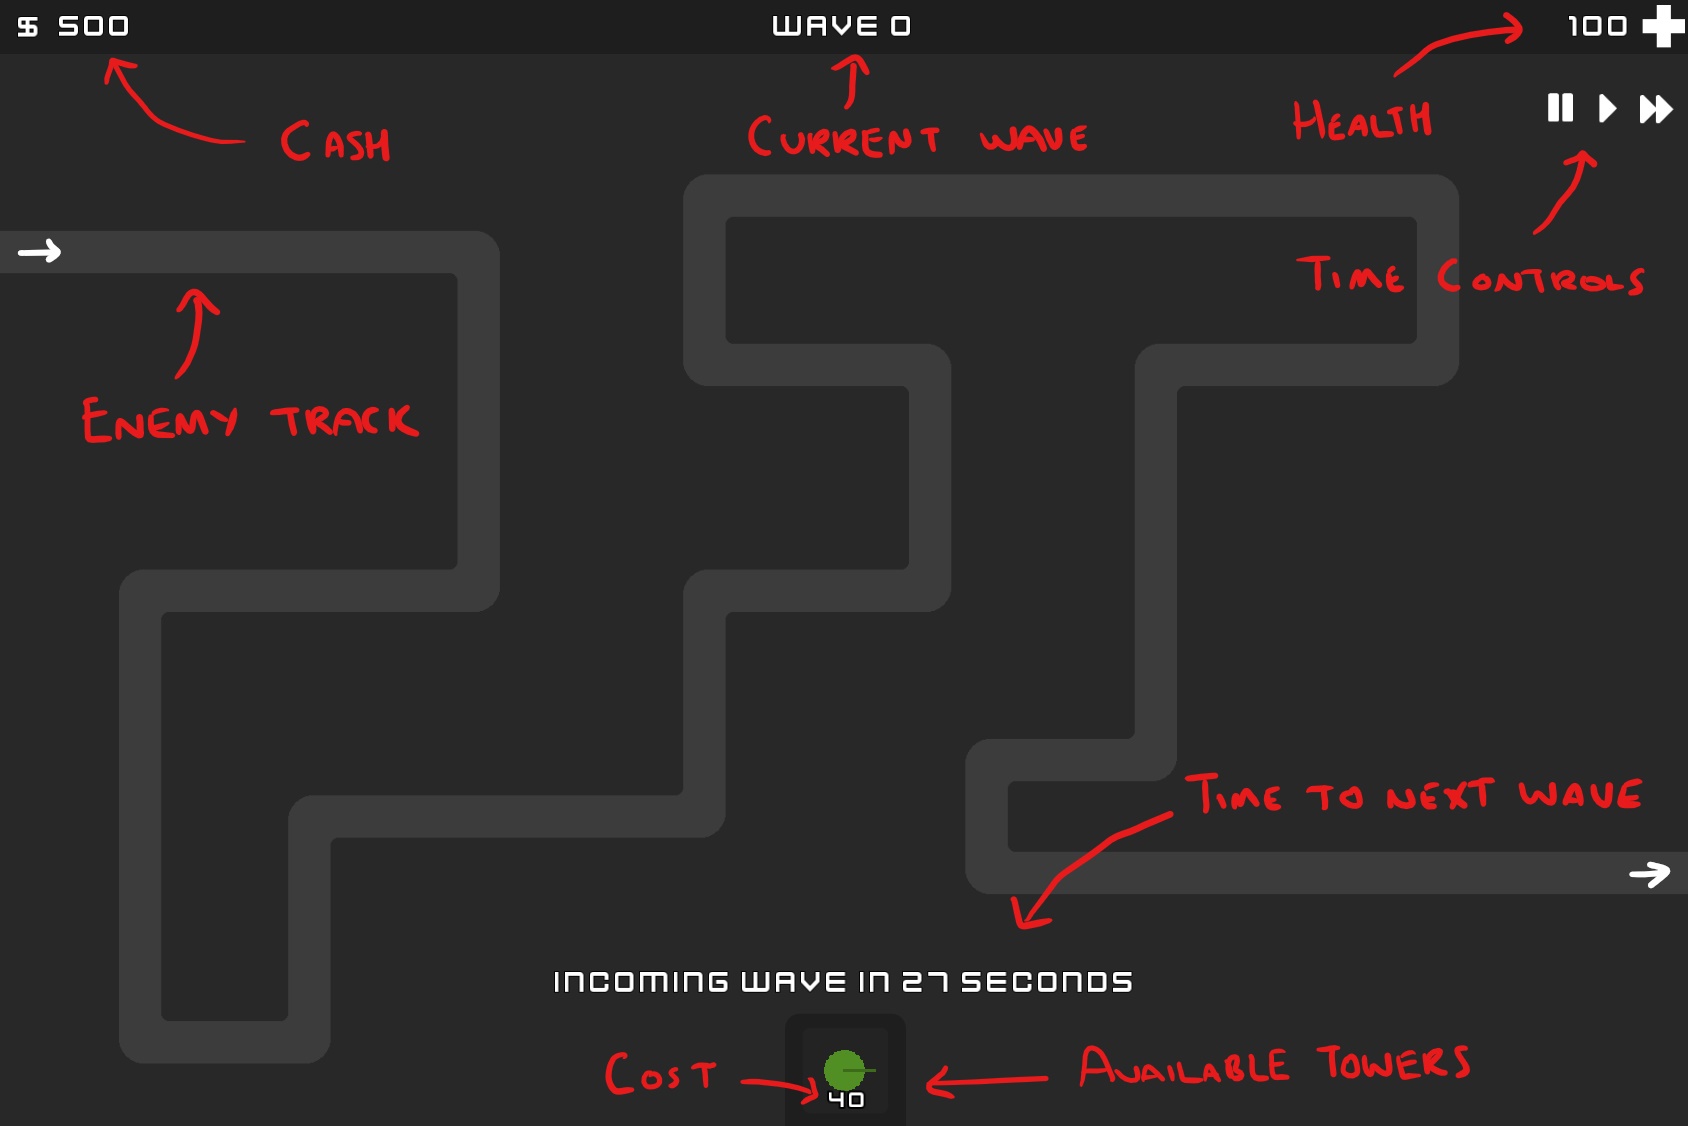 $ 500
WAVE 0
100
CASH
CURRENT WAVE
HEALTH
TIME CONTROLS
ENEMY TRACK
TIME TO NEXT WAVE
INCOMING WAVE IN 27 SECONDS
COST
40
AVAILABLE TOWERS